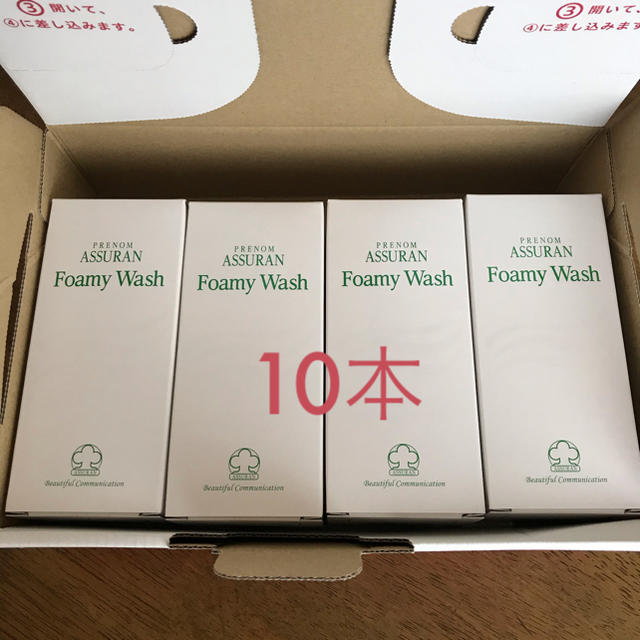 ③ 開いて、
④に差し込みます。
③ 開いて、
④に差し込みます
PRENOM
ASSURAN
Foamy Wash
PRENOM
ASSURAN
Foamy Wash
PRENOM
ASSURAN
Foamy Wash
PRENOM
ASSURAN
Foamy Wash
10本
ASSURAN
Beautiful Communication
ASSURAN
Beautiful Communication
ASSURAN
Beautiful Communication
ASSURAN
Beautiful Communication